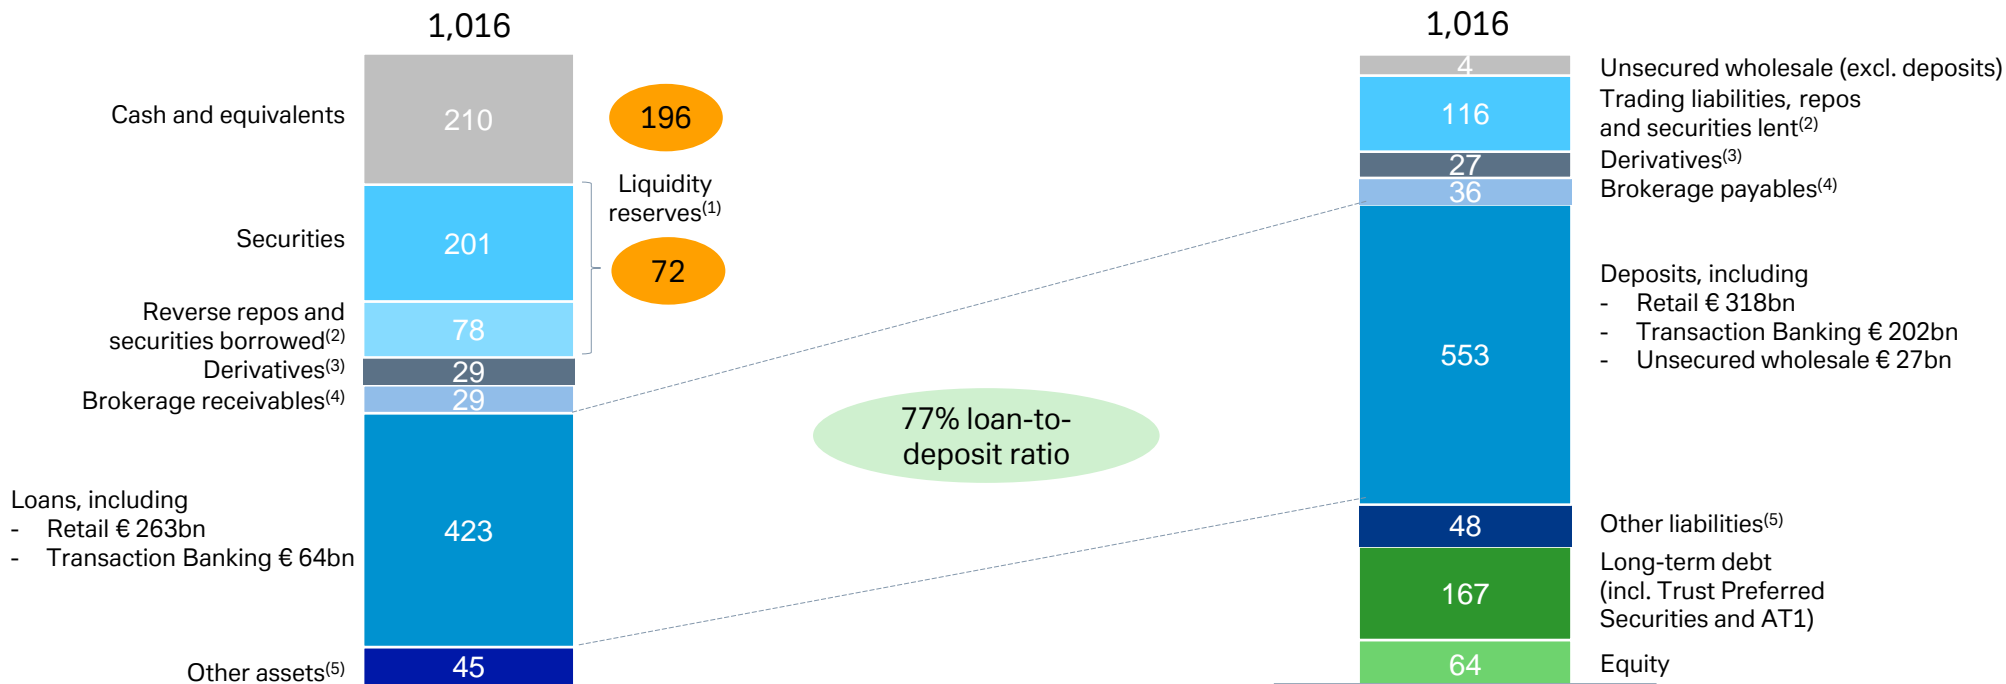 1,016
Cash and equivalents
210
196
Liquidity
reserves(1)
Securities
201
72
Reverse repos and
securities borrowed(2)
78
Derivatives(3)
29
Brokerage receivables(4)
29
Loans, including
- Retail € 263bn
- Transaction Banking € 64bn
423
Other assets(5)
45
77% loan-to-
deposit ratio
1,016
4
Unsecured wholesale (excl. deposits)
116
Trading liabilities, repos
and securities lent(2)
27
Derivatives(3)
36
Brokerage payables(4)
553
Deposits, including
- Retail € 318bn
- Transaction Banking € 202bn
- Unsecured wholesale € 27bn
48
Other liabilities(5)
167
Long-term debt
(incl. Trust Preferred
Securities and AT1)
64
Equity